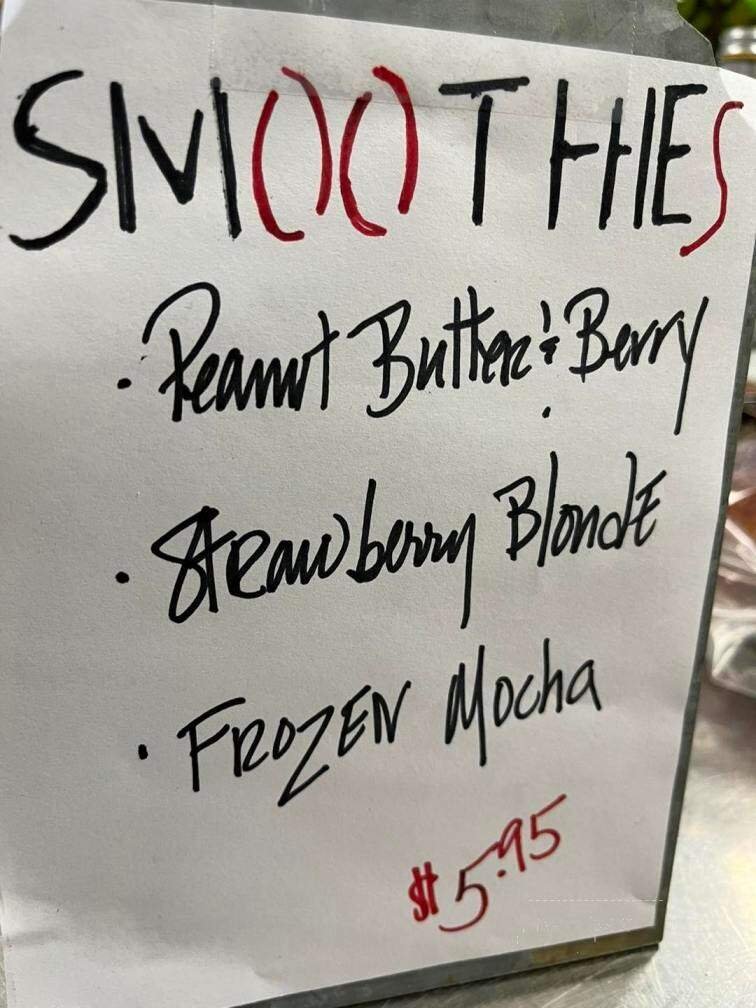 SMOOTHIES
· Peanut Butter & Berry
· Strawberry Blonde
· FROZEN Mocha
$5.95